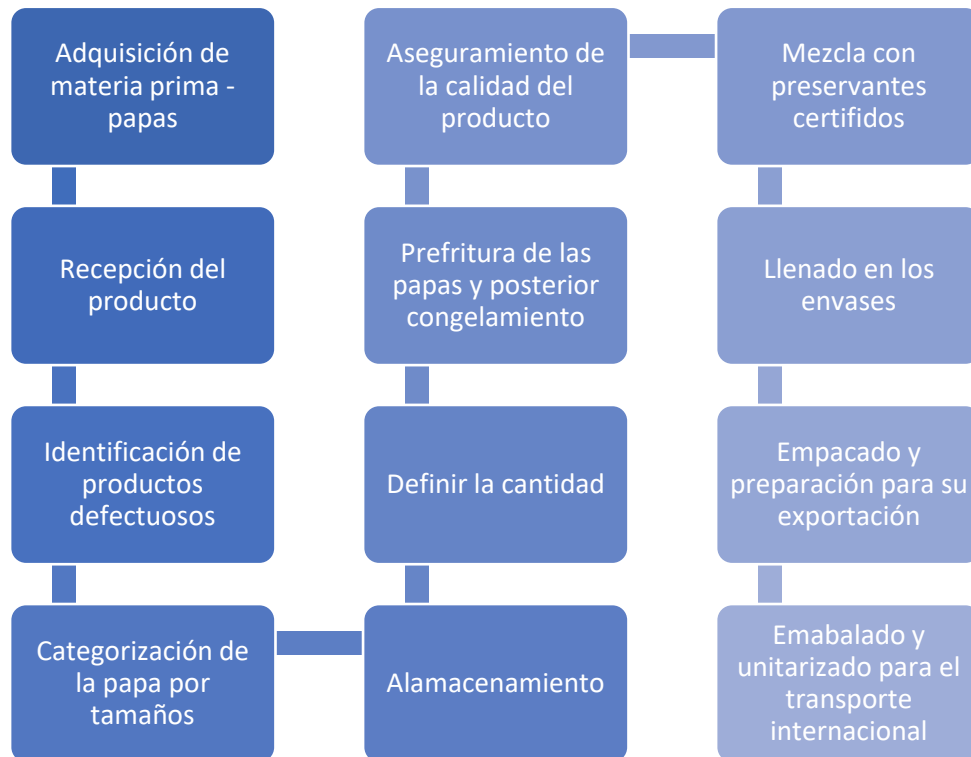 Adquisición de
materia prima -
papas
Recepción del
producto
Identificación de
productos
defectuosos
Categorización de
la papa por
tamaños
Alamacenamiento
Definir la cantidad
Prefritura de las
papas y posterior
congelamiento
Aseguramiento de
la calidad del
producto
Mezcla con
preservantes
certifidos
Llenado en los
envases
Empacado y
preparación para su
exportación
Emabalado y
unitarizado para el
transporte
internacional